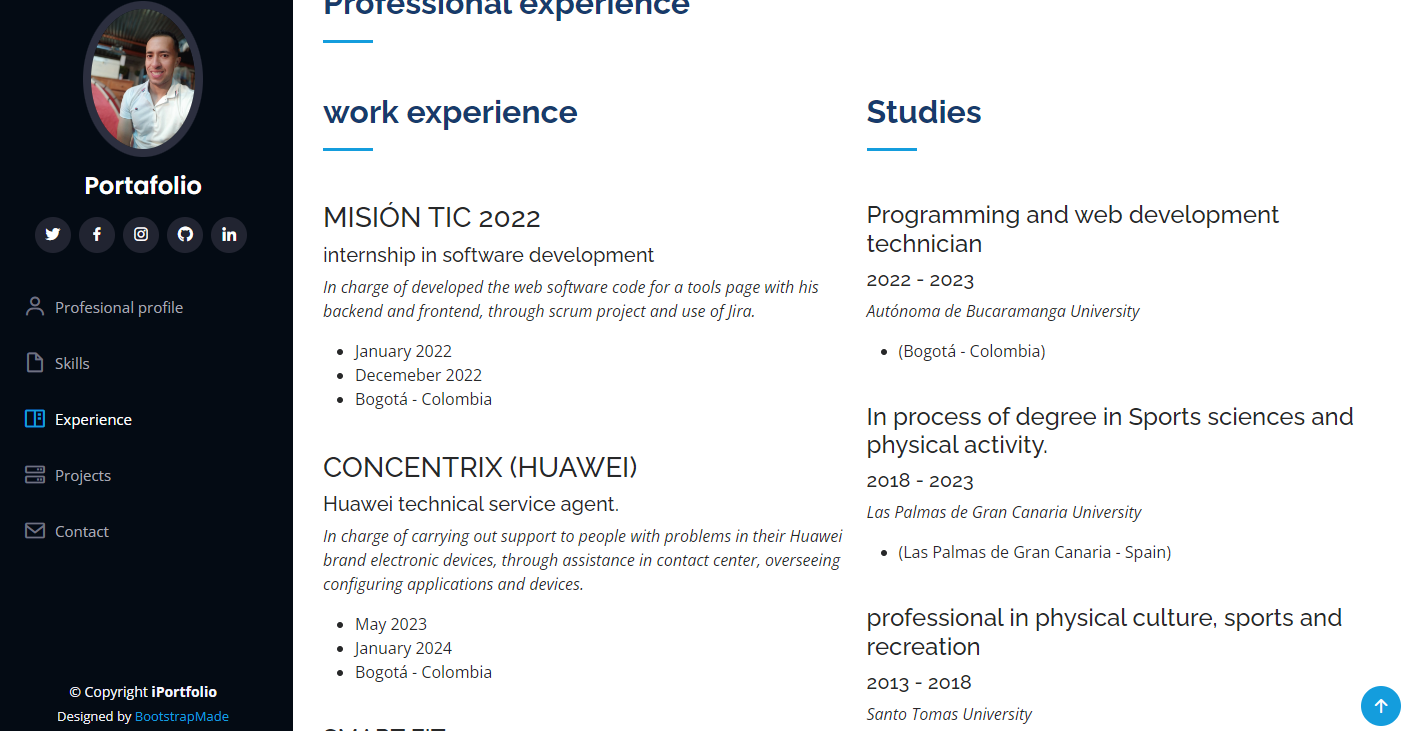 Portafolio
Profesional profile
Skills
Experience
Projects
Contact
© Copyright iPortfolio
Designed by BootstrapMade
Professional experience
work experience
MISIÓN TIC 2022
internship in software development
In charge of developed the web software code for a tools page with his
backend and frontend, through scrum project and use of Jira.
January 2022
Decemeber 2022
Bogotá - Colombia
CONCENTRIX (HUAWEI)
Huawei technical service agent.
In charge of carrying out support to people with problems in their Huawei
brand electronic devices, through assistance in contact center, overseeing
configuring applications and devices.
May 2023
January 2024
Bogotá - Colombia
SMART FIT
Studies
Programming and web development
technician
2022 - 2023
Autónoma de Bucaramanga University
(Bogotá - Colombia)
In process of degree in Sports sciences and
physical activity.
2018 - 2023
Las Palmas de Gran Canaria University
(Las Palmas de Gran Canaria - Spain)
professional in physical culture, sports and
recreation
2013 - 2018
Santo Tomas University